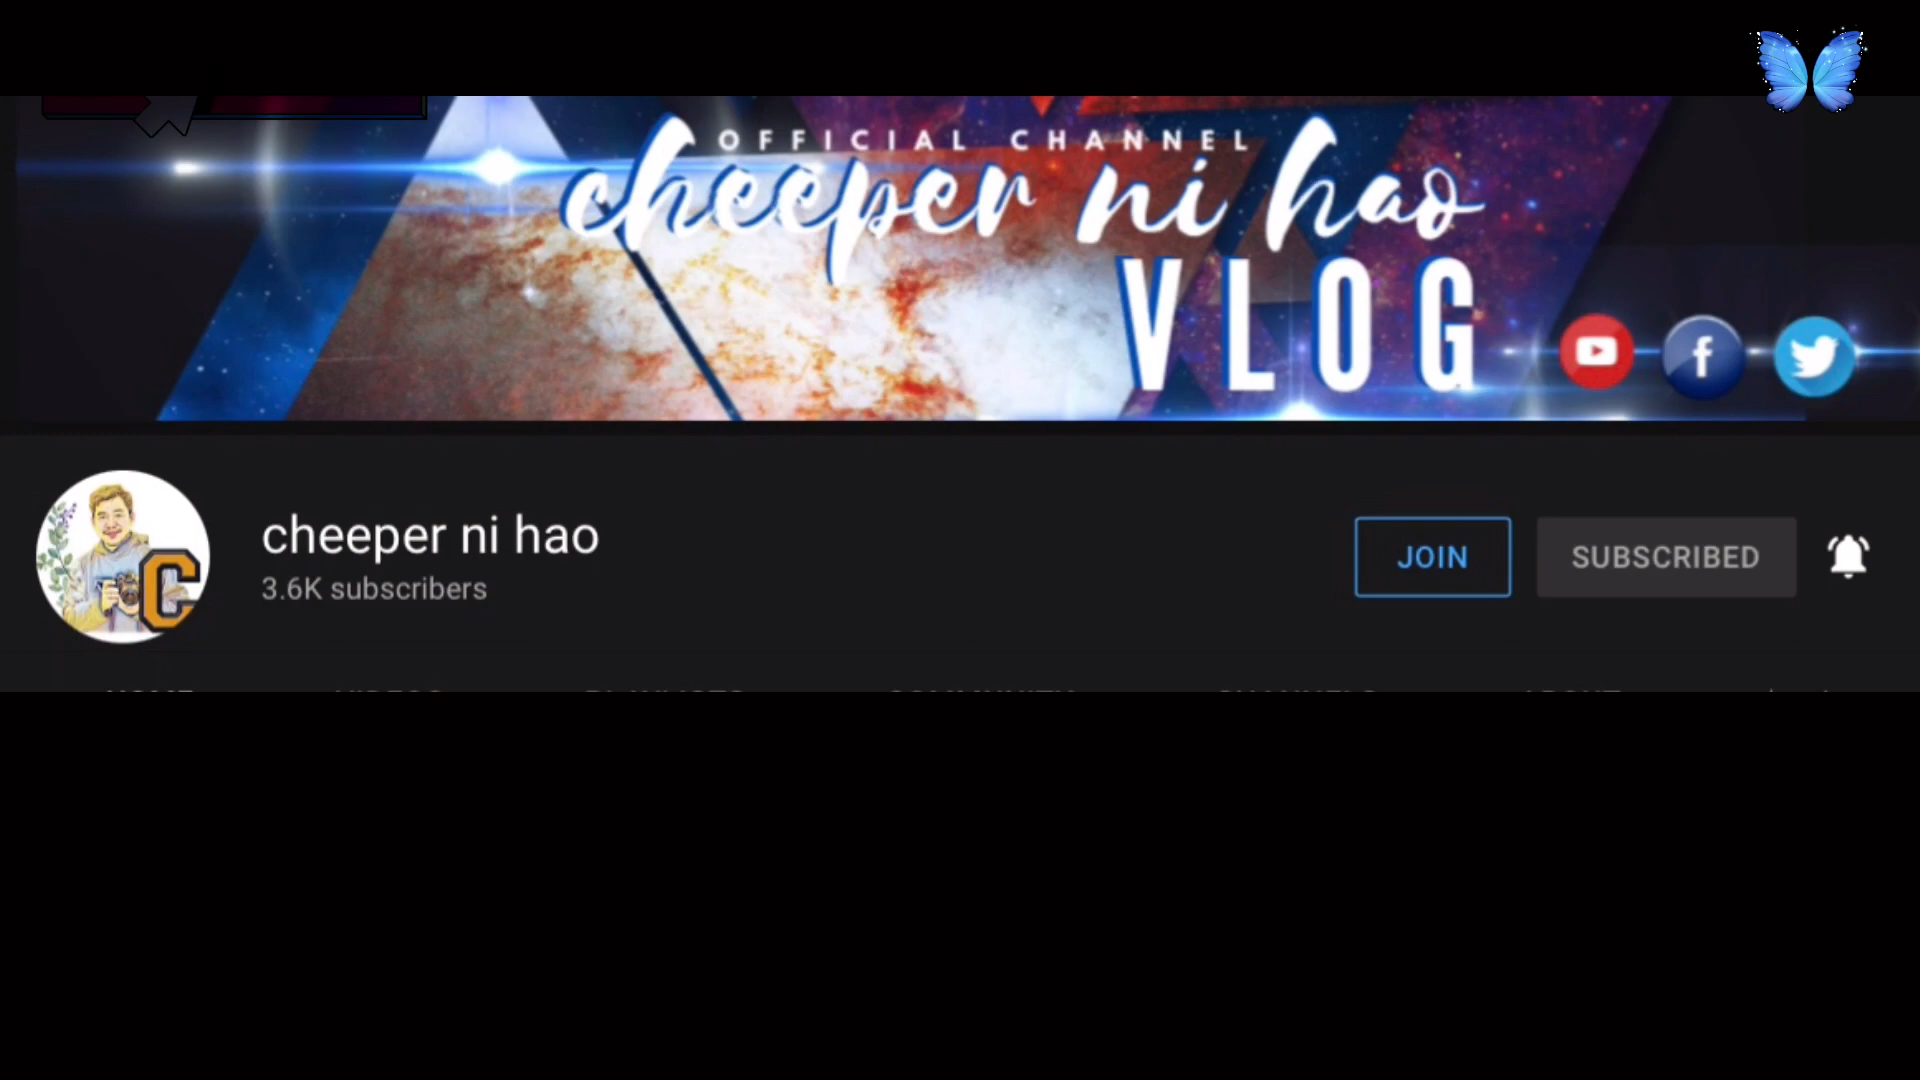 OFFICIAL CHANNEL
cheeper ni hao
VLOG
cheeper ni hao
3.6K subscribers
JOIN
SUBSCRIBED